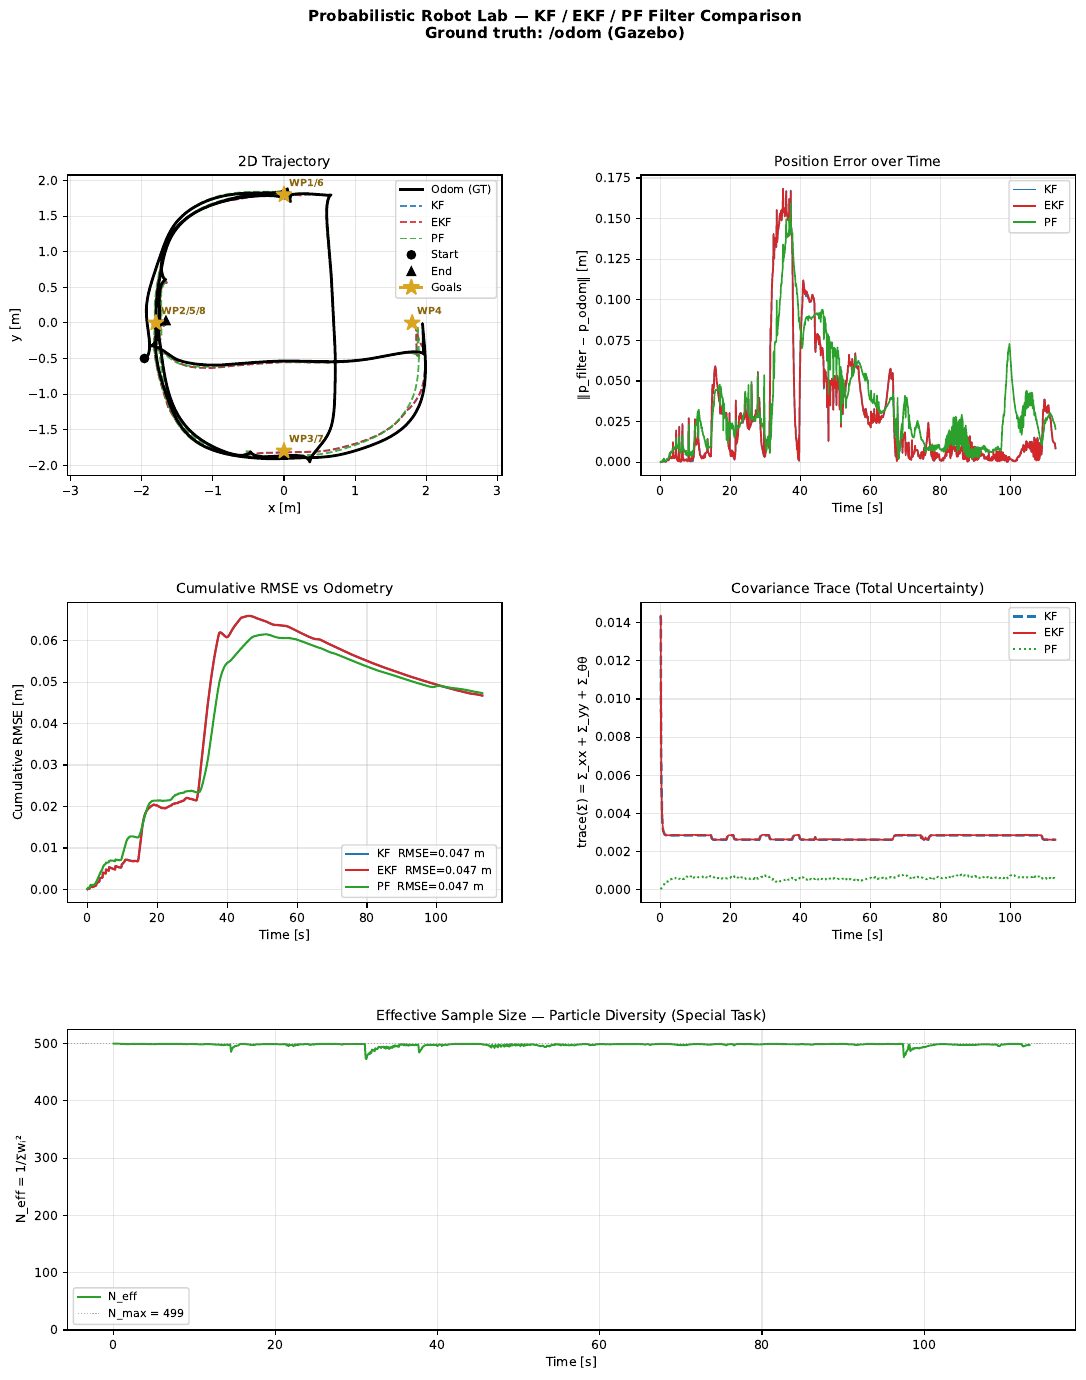 Probabilistic Robot Lab — KF / EKF / PF Filter Comparison
Ground truth: /odom (Gazebo)
2D Trajectory
y [m]
2.0
1.5
1.0
0.5
0.0
−0.5
−1.0
−1.5
−2.0
−3
−2
−1
0
1
2
3
x [m]
WP1/6
WP2/5/8
WP4
WP3/7
Odom (GT)
KF
EKF
PF
Start
End
Goals
Position Error over Time
‖p_filter − p_odom‖ [m]
0.175
0.150
0.125
0.100
0.075
0.050
0.025
0.000
0
20
40
60
80
100
Time [s]
KF
EKF
PF
Cumulative RMSE vs Odometry
Cumulative RMSE [m]
0.06
0.05
0.04
0.03
0.02
0.01
0.00
0
20
40
60
80
100
Time [s]
KF RMSE=0.047 m
EKF RMSE=0.047 m
PF RMSE=0.047 m
Covariance Trace (Total Uncertainty)
trace(Σ) = Σ_xx + Σ_yy + Σ_θθ
0.014
0.012
0.010
0.008
0.006
0.004
0.002
0.000
0
20
40
60
80
100
Time [s]
KF
EKF
PF
Effective Sample Size — Particle Diversity (Special Task)
N_eff = 1/Σwᵢ²
500
400
300
200
100
0
0
20
40
60
80
100
Time [s]
N_eff
N_max = 499